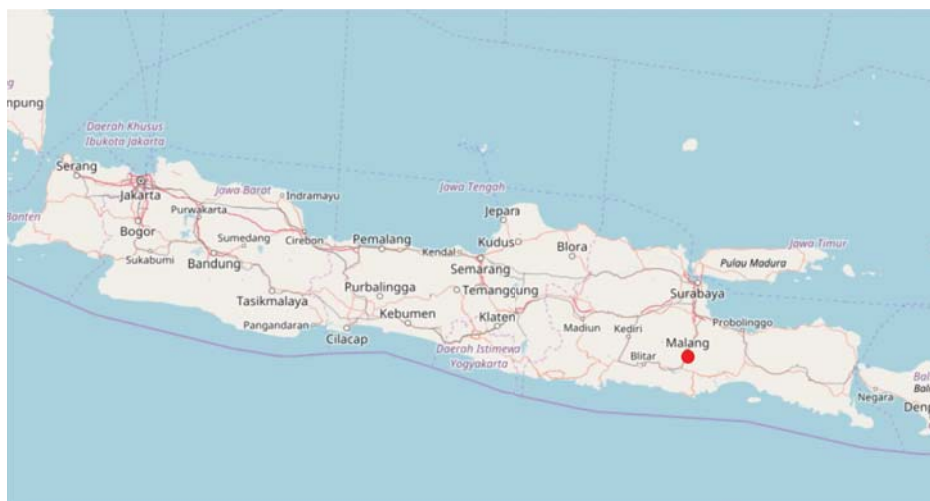 Daerah Khusus
Ibukota Jakarta
Serang
Jakarta
Jawa Barat
Indramayu
Purwakarta
Banten
Bogor
Sumedang
Cirebon
Sukabumi
Bandung
Tasikmalaya
Pangandaran
Cilacap
Jawa Tengah
Jepara
Kudus
Blora
Pemalang
Kendal
Semarang
Purbalingga
Temanggung
Kebumen
Klaten
Daerah Istimewa
Yogyakarta
Jawa Timur
Pulau Madura
Surabaya
Madiun
Kediri
Probolinggo
Malang
Blitar
Negara